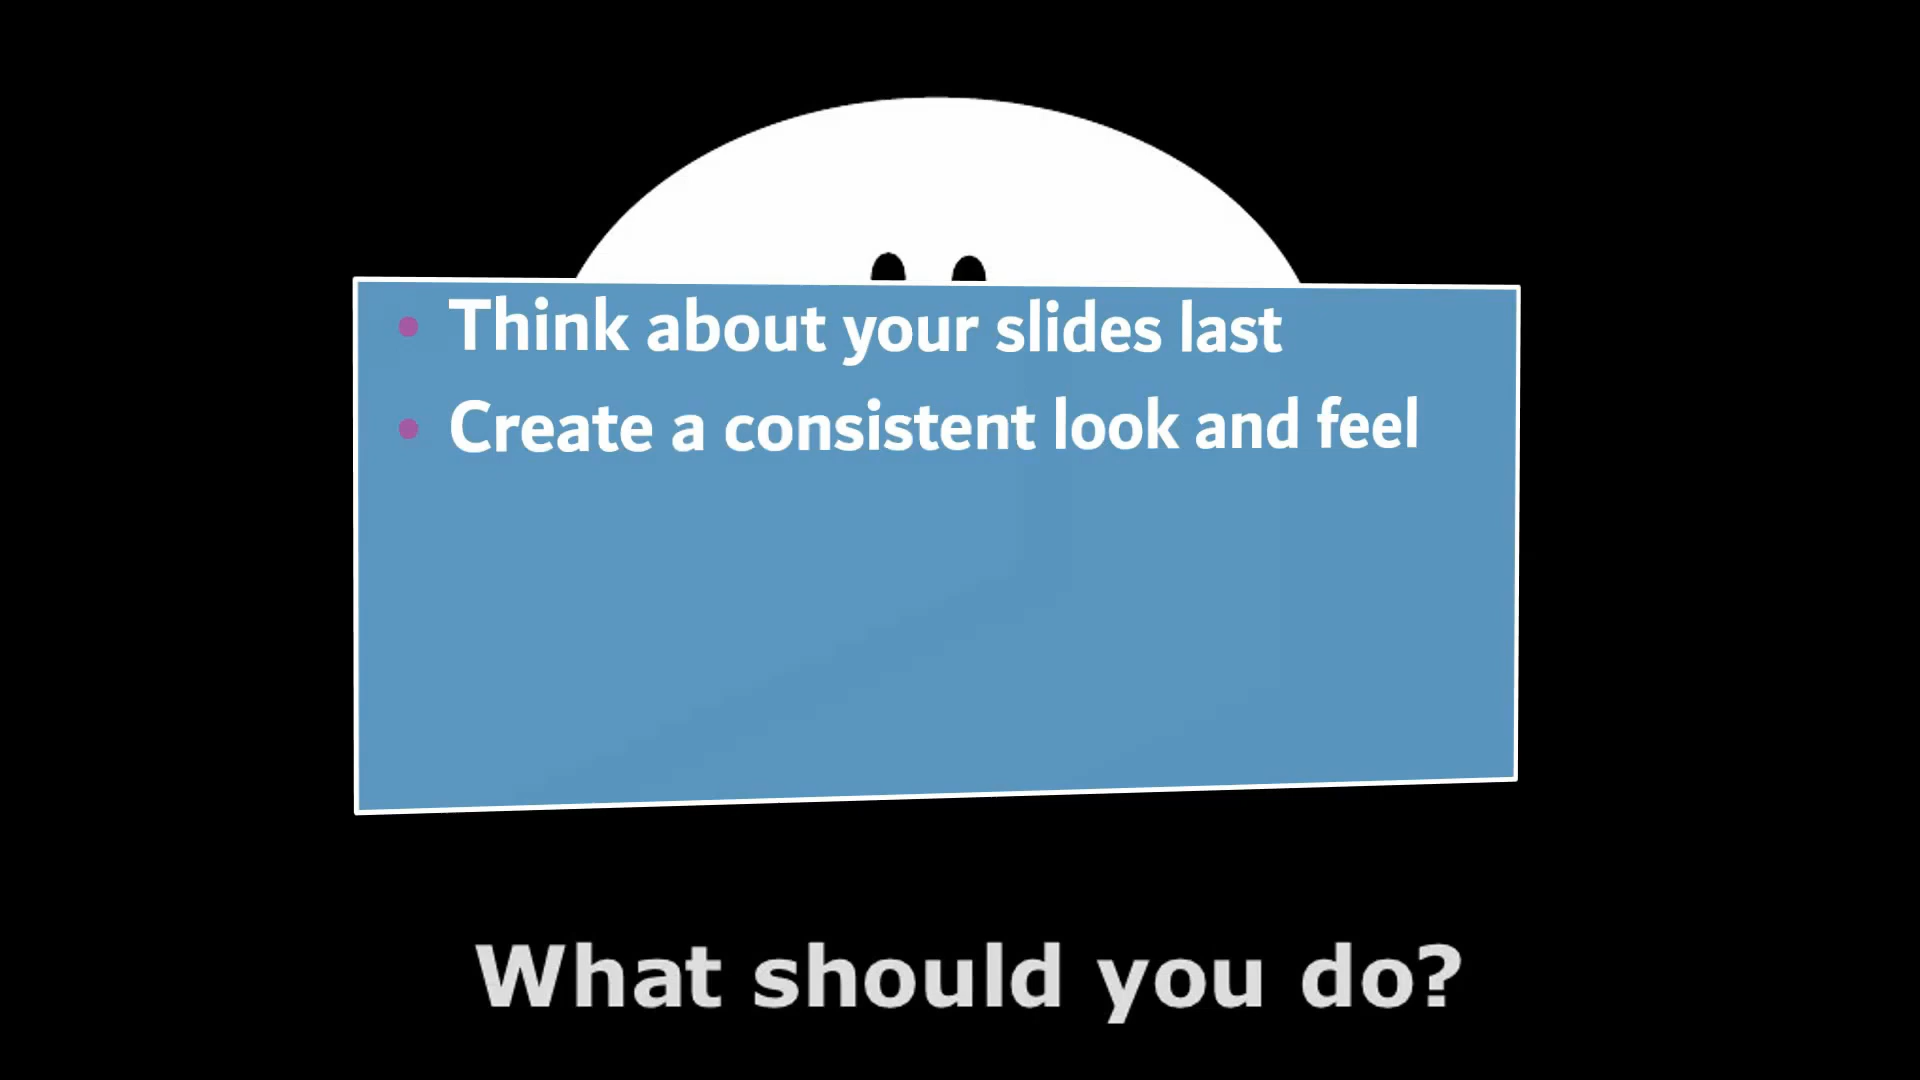 • Think about your slides last
• Create a consistent look and feel
What should you do?